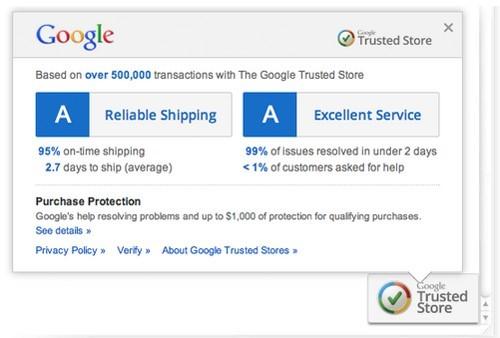 Google
Google Trusted Store
Based on over 500,000 transactions with The Google Trusted Store
A Reliable Shipping
A Excellent Service
95% on-time shipping
2.7 days to ship (average)
99% of issues resolved in under 2 days
< 1% of customers asked for help
Purchase Protection
Google's help resolving problems and up to $1,000 of protection for qualifying purchases.
See details »
Privacy Policy » Verify » About Google Trusted Stores »
Google
Trusted
Store